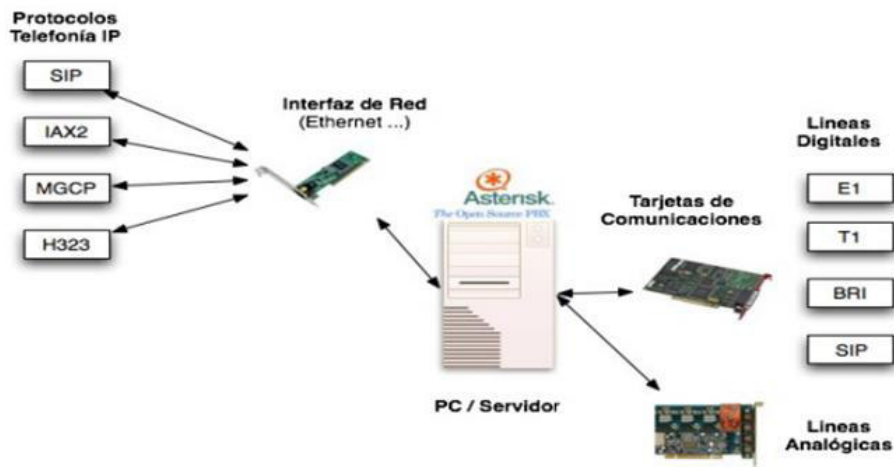 Protocolos
Telefonía IP
SIP
IAX2
MGCP
H323
Interfaz de Red
(Ethernet ...)
Asterisk.
The Open Source PBX
PC / Servidor
Tarjetas de
Comunicaciones
Lineas
Digitales
E1
T1
BRI
SIP
Lineas
Analógicas